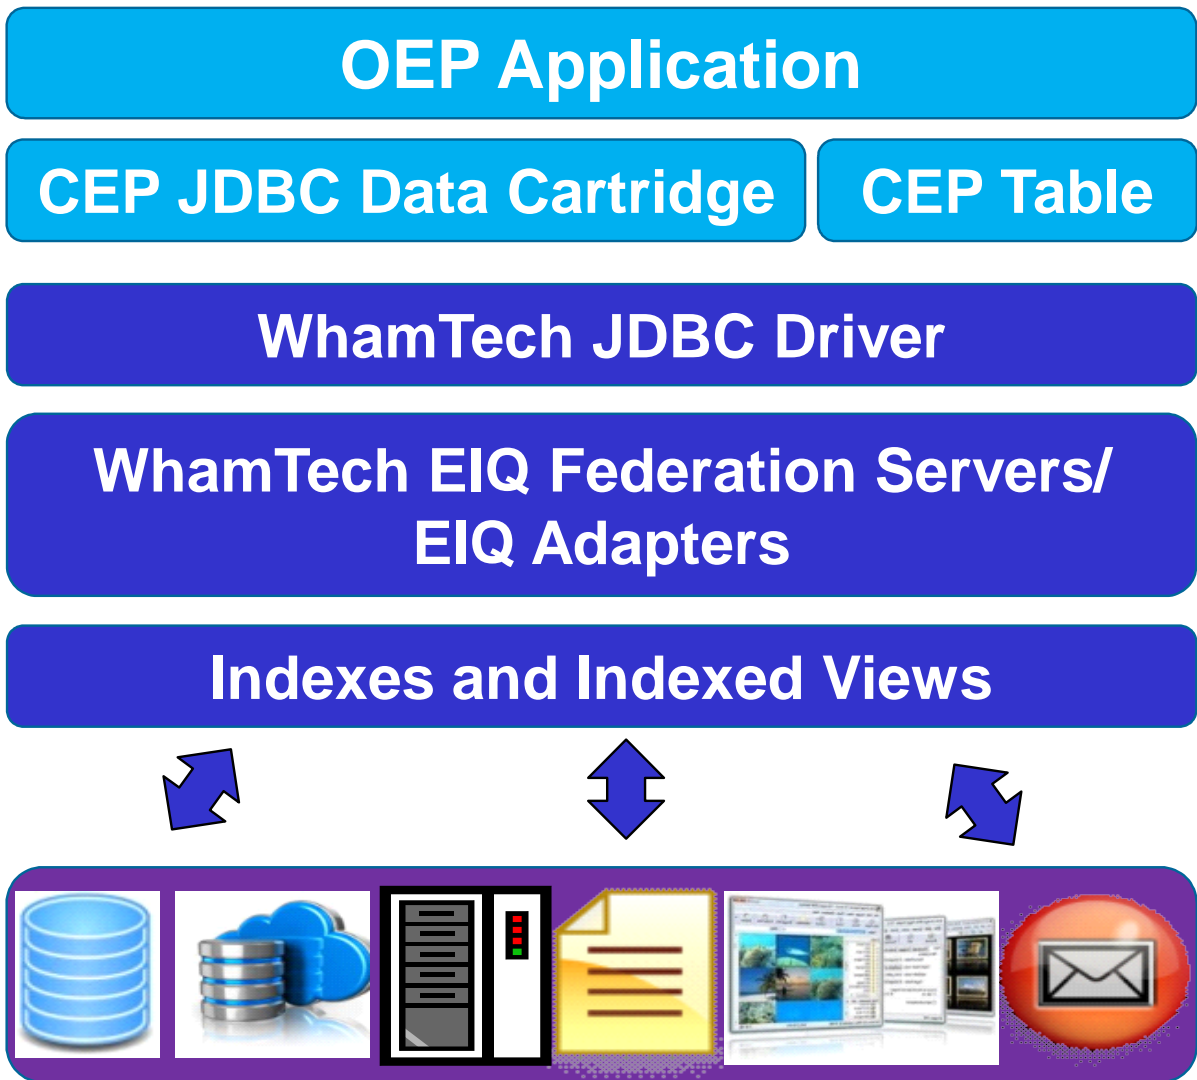 OEP Application
CEP JDBC Data Cartridge
CEP Table
WhamTech JDBC Driver
WhamTech EIQ Federation Servers/
EIQ Adapters
Indexes and Indexed Views